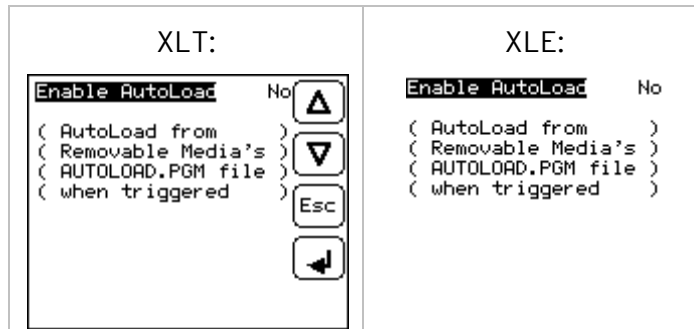 XLT:
Enable AutoLoad No
( AutoLoad from )
( Removable Media's )
( AUTOLOAD.PGM file )
( when triggered )
Esc
XLE:
Enable AutoLoad No
( AutoLoad from )
( Removable Media's )
( AUTOLOAD.PGM file )
( when triggered )